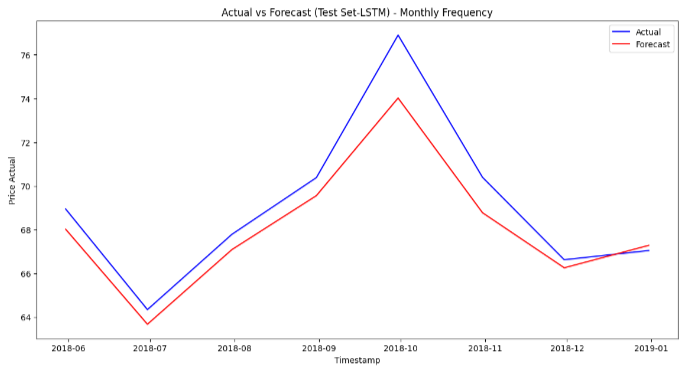 Actual vs Forecast (Test Set-LSTM) - Monthly Frequency
Actual
Forecast
Price Actual
76
74
72
70
68
66
64
2018-06 2018-07 2018-08 2018-09 2018-10 2018-11 2018-12 2019-01
Timestamp